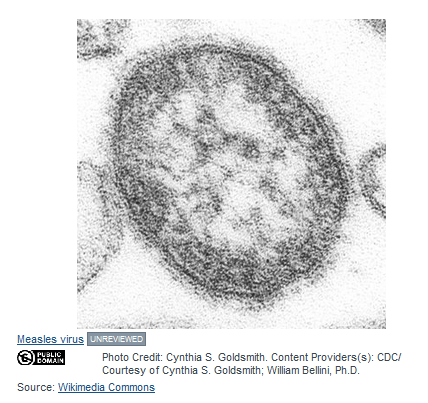 Measles virus UNREVIEWED
PUBLIC DOMAIN
Photo Credit: Cynthia S. Goldsmith. Content Providers(s): CDC/
Courtesy of Cynthia S. Goldsmith; William Bellini, Ph.D.
Source: Wikimedia Commons